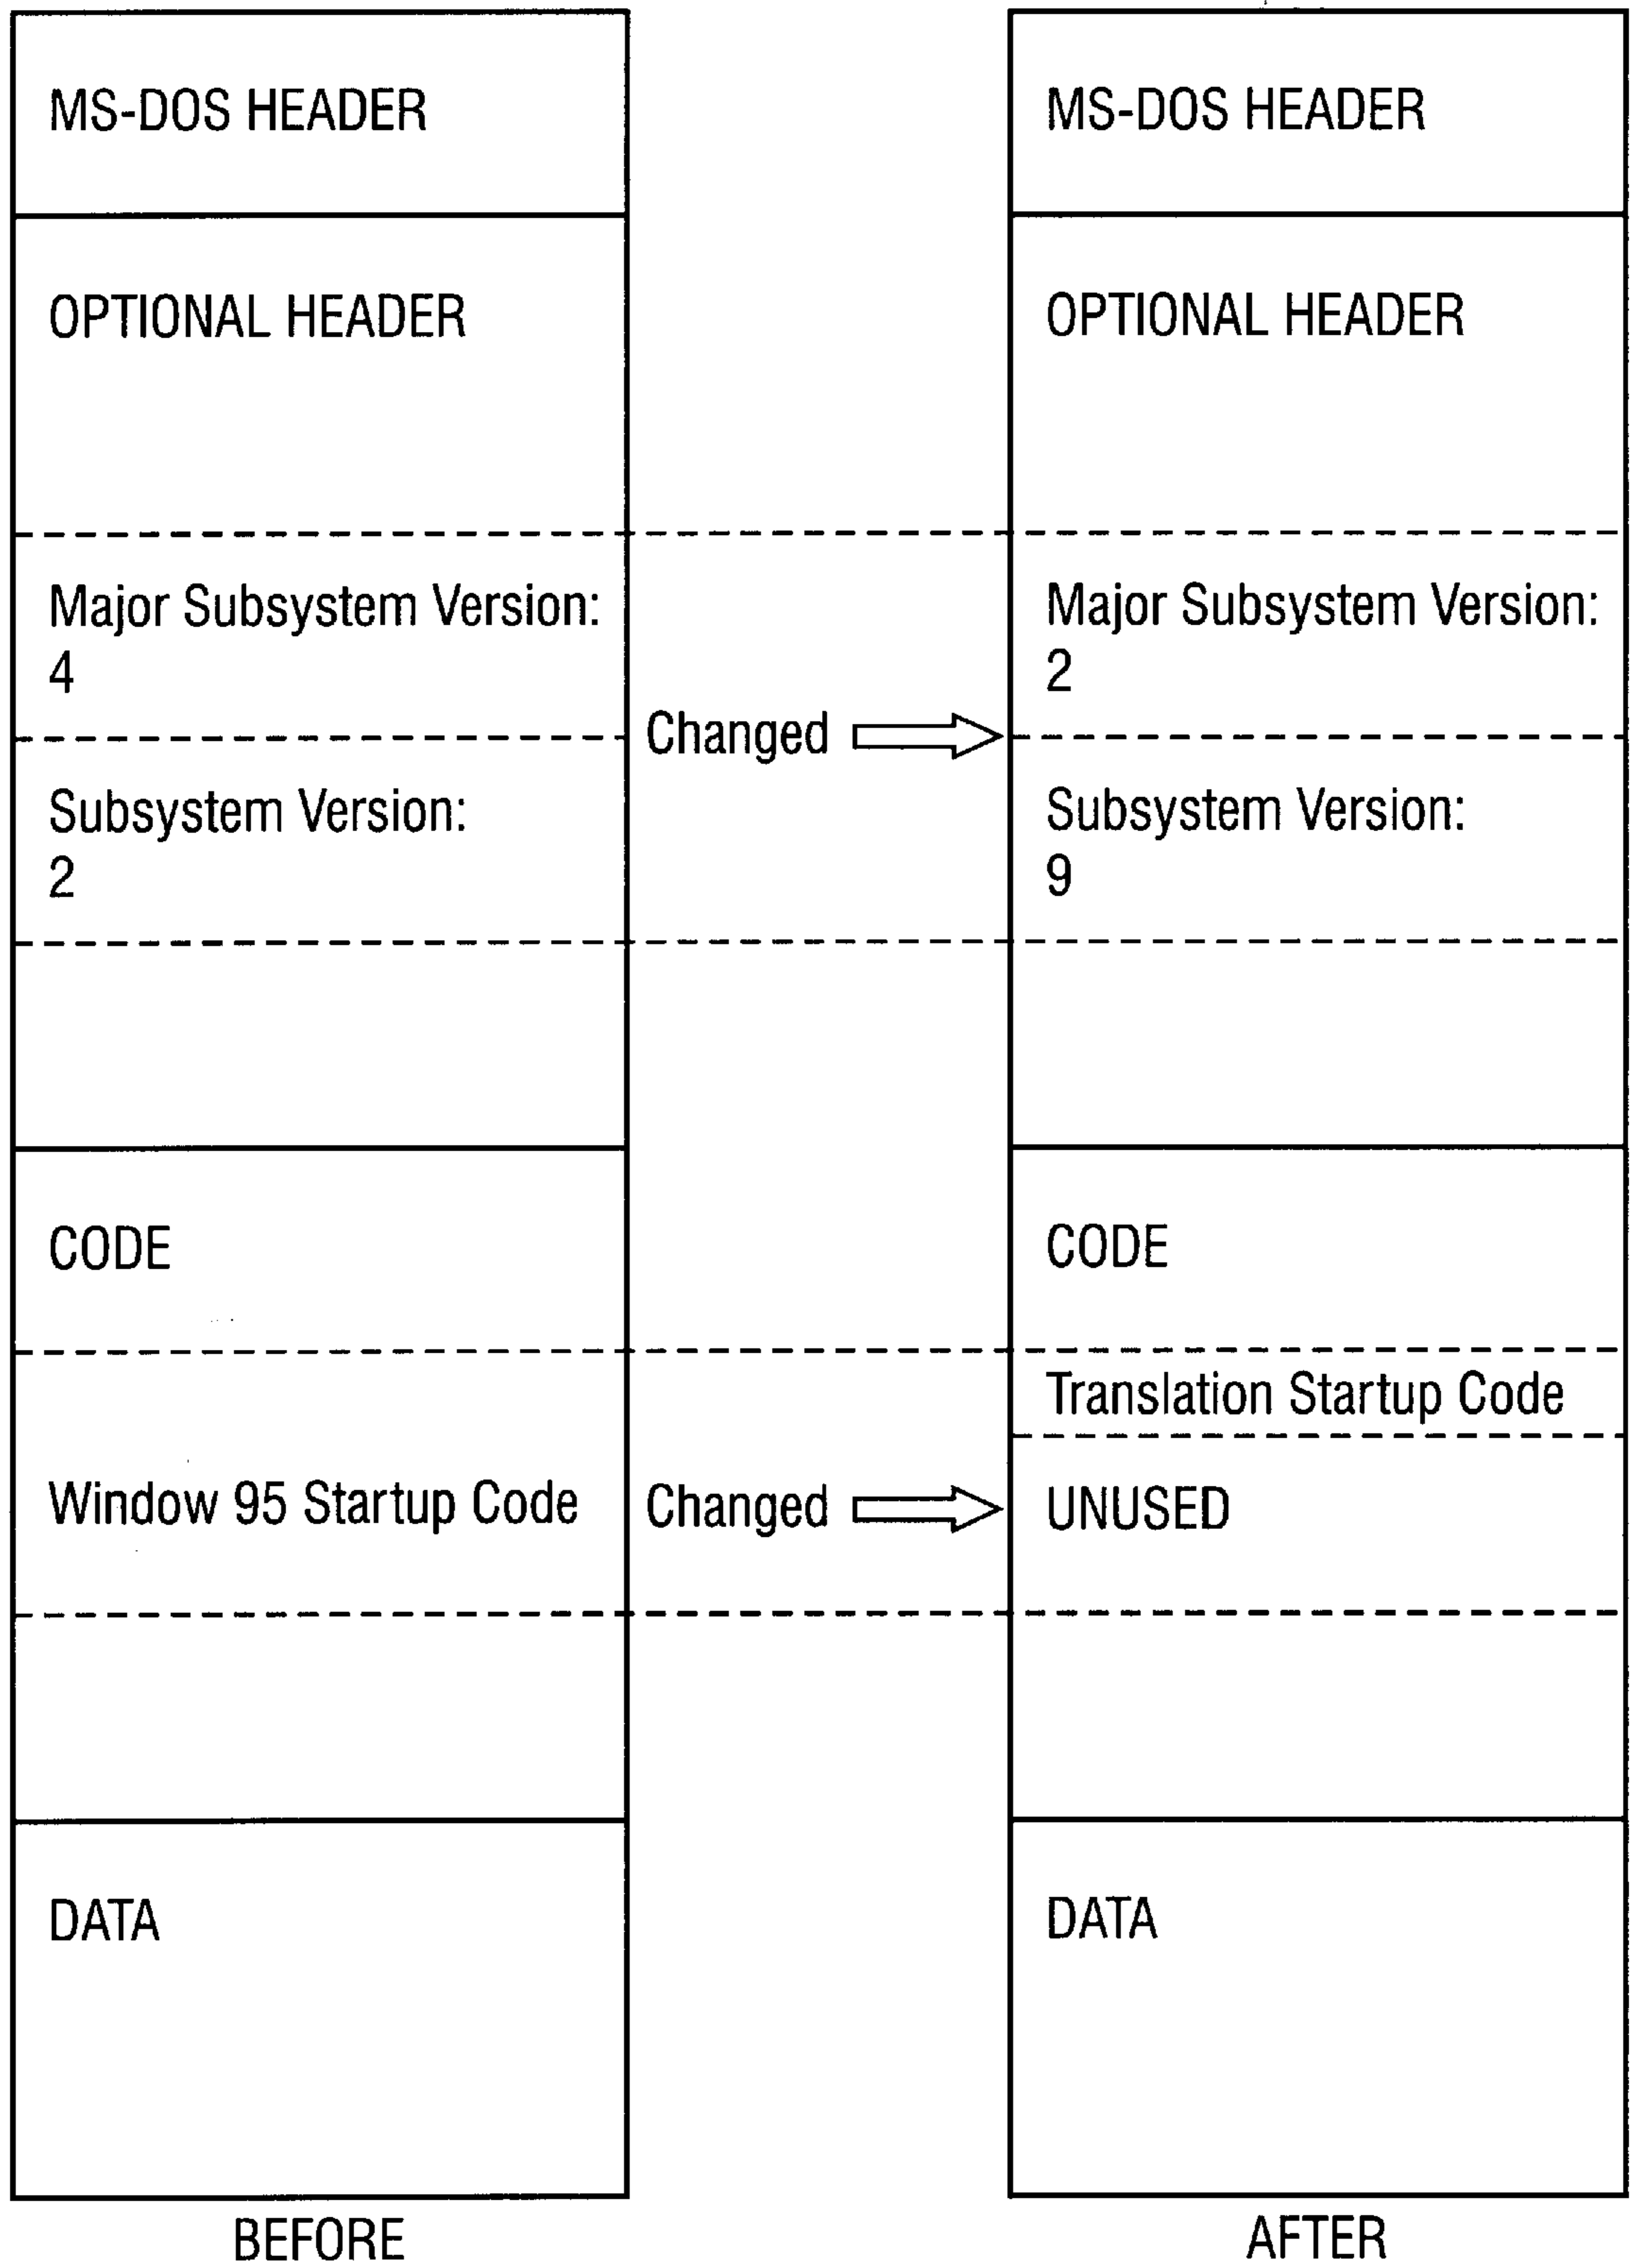 MS-DOS HEADER
OPTIONAL HEADER
Major Subsystem Version:
4
Subsystem Version:
2
CODE
Window 95 Startup Code
DATA
BEFORE
Changed
Changed
MS-DOS HEADER
OPTIONAL HEADER
Major Subsystem Version:
2
Subsystem Version:
9
CODE
Translation Startup Code
UNUSED
DATA
AFTER